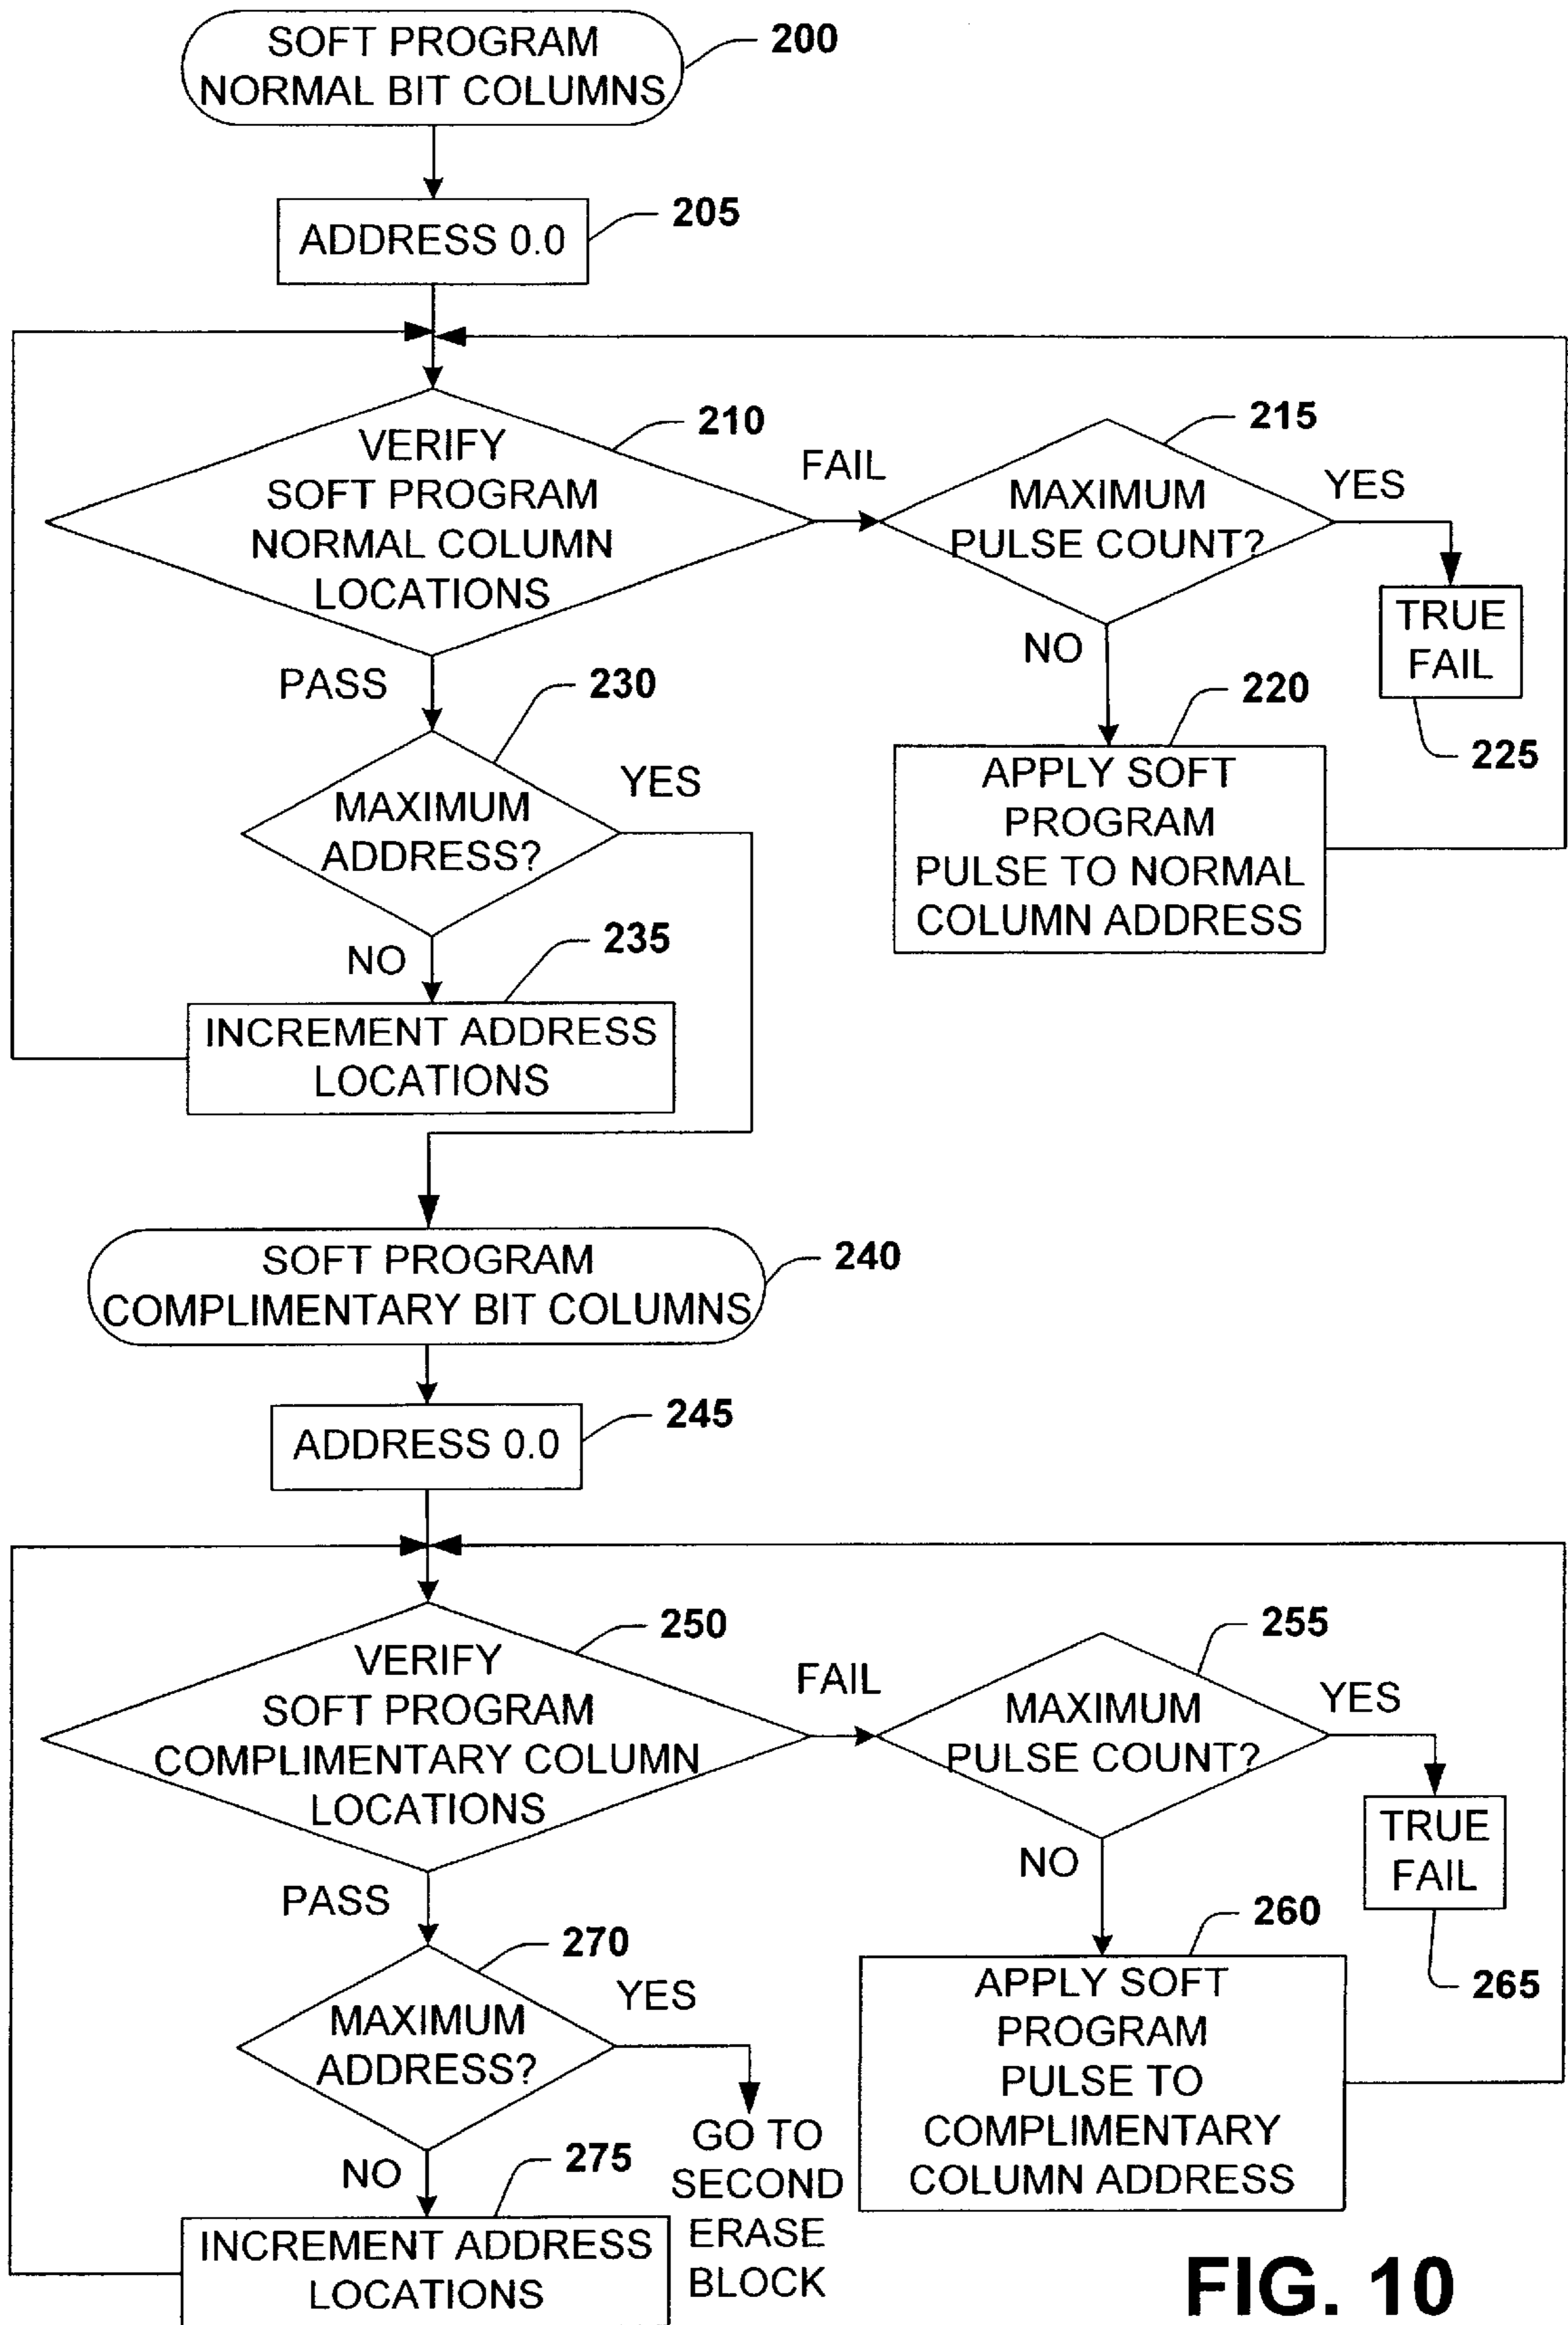 SOFT PROGRAM
NORMAL BIT COLUMNS
200
ADDRESS 0.0
205
VERIFY
SOFT PROGRAM
NORMAL COLUMN
LOCATIONS
210
FAIL
MAXIMUM
PULSE COUNT?
215
YES
TRUE
FAIL
225
NO
APPLY SOFT
PROGRAM
PULSE TO NORMAL
COLUMN ADDRESS
220
PASS
MAXIMUM
ADDRESS?
230
YES
NO
INCREMENT ADDRESS
LOCATIONS
235
SOFT PROGRAM
COMPLIMENTARY BIT COLUMNS
240
ADDRESS 0.0
245
VERIFY
SOFT PROGRAM
COMPLIMENTARY COLUMN
LOCATIONS
250
FAIL
MAXIMUM
PULSE COUNT?
255
YES
TRUE
FAIL
265
NO
APPLY SOFT
PROGRAM
PULSE TO
COMPLIMENTARY
COLUMN ADDRESS
260
PASS
MAXIMUM
ADDRESS?
270
YES
GO TO
SECOND
ERASE
BLOCK
NO
INCREMENT ADDRESS
LOCATIONS
275
FIG. 10